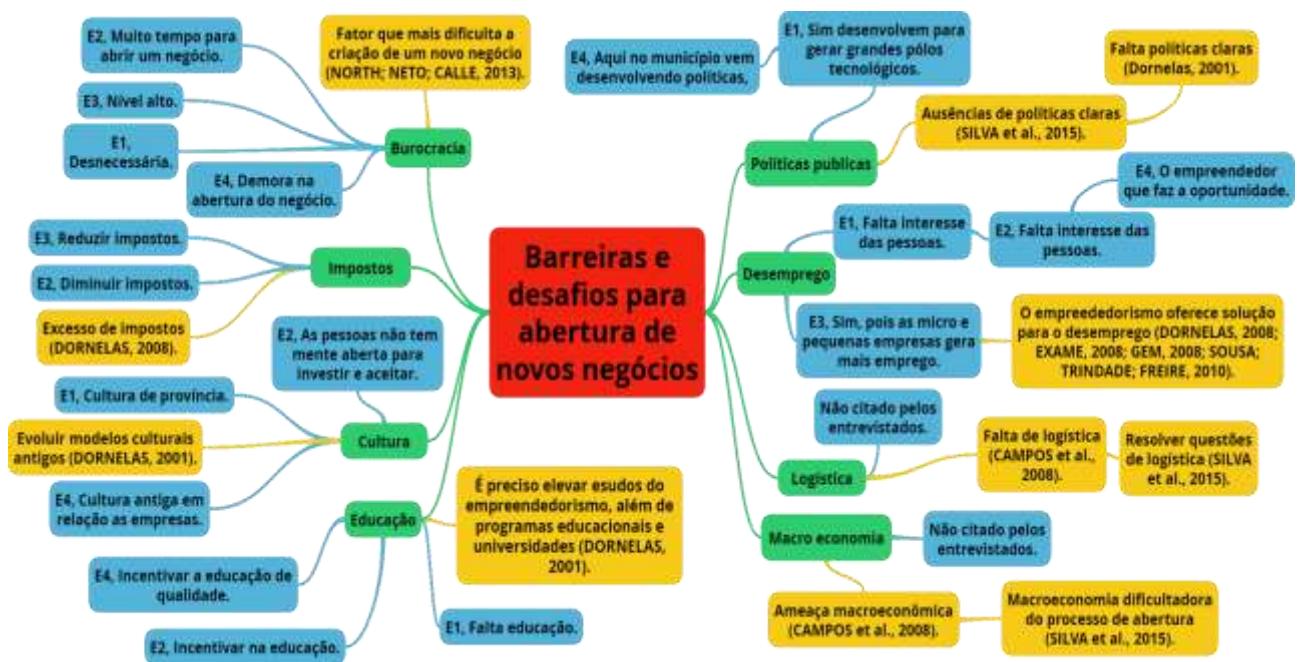 Barreiras e
desafios para
abertura de
novos negócios
Burocracia
E2, Muito tempo para
abrir um negócio.
E3, Nível alto.
E1,
Desnecessária.
E4, Demora na
abertura do negócio.
Fator que mais dificulta a
criação de um novo negócio
(NORTH; NETO; CALLE, 2013).
Impostos
E3, Reduzir impostos.
E2, Diminuir impostos.
Excesso de impostos
(DORNELAS, 2008).
Cultura
E2, As pessoas não tem
mente aberta para
investir e aceitar.
E1, Cultura de província.
Evoluir modelos culturais
antigos (DORNELAS, 2001).
E4, Cultura antiga em
relação as empresas.
Educação
É preciso elevar esudos do
empreendedorismo, além de
programas educacionais e
universidades (DORNELAS,
2001).
E4, Incentivar a educação de
qualidade.
E2, Incentivar na educação.
E1, Falta educação.
Políticas publicas
E1, Sim desenvolvem para
gerar grandes pólos
tecnológicos.
E4, Aqui no município vem
desenvolvendo políticas,
Ausências de políticas claras
(SILVA et al., 2015).
Falta políticas claras
(Dornelas, 2001).
Desemprego
E1, Falta interesse
das pessoas.
E2, Falta interesse das
pessoas.
E4, O empreendedor
que faz a oportunidade.
E3, Sim, pois as micro e
pequenas empresas gera
mais emprego.
O empreededorismo oferece solução
para o desemprego (DORNELAS, 2008;
EXAME, 2008; GEM, 2008; SOUSA;
TRINDADE; FREIRE, 2010).
Logística
Não citado pelos
entrevistados.
Falta de logística
(CAMPOS et al.,
2008).
Resolver questões
de logística (SILVA
et al., 2015).
Macro economia
Não citado pelos
entrevistados.
Ameaça macroeconômica
(CAMPOS et al., 2008).
Macroeconomia dificultadora
do processo de abertura
(SILVA et al., 2015).